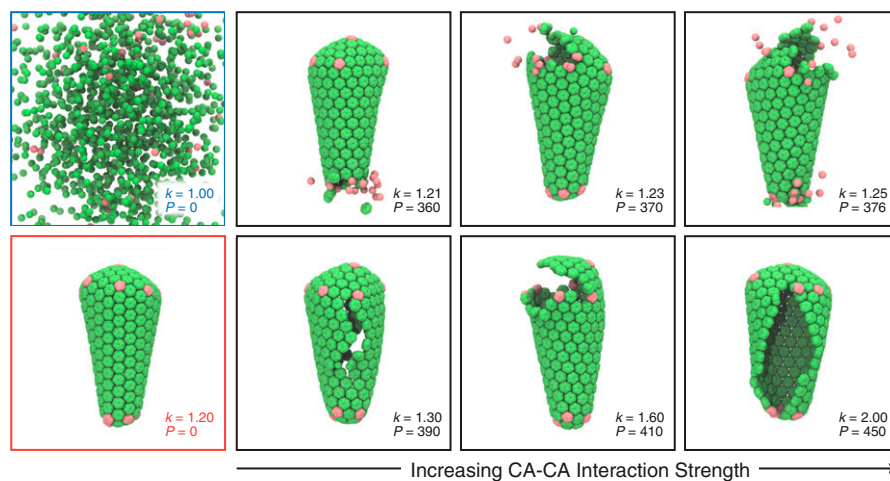 k = 1.00
P = 0
k = 1.21
P = 360
k = 1.23
P = 370
k = 1.25
P = 376
k = 1.20
P = 0
k = 1.30
P = 390
k = 1.60
P = 410
k = 2.00
P = 450
Increasing CA-CA Interaction Strength